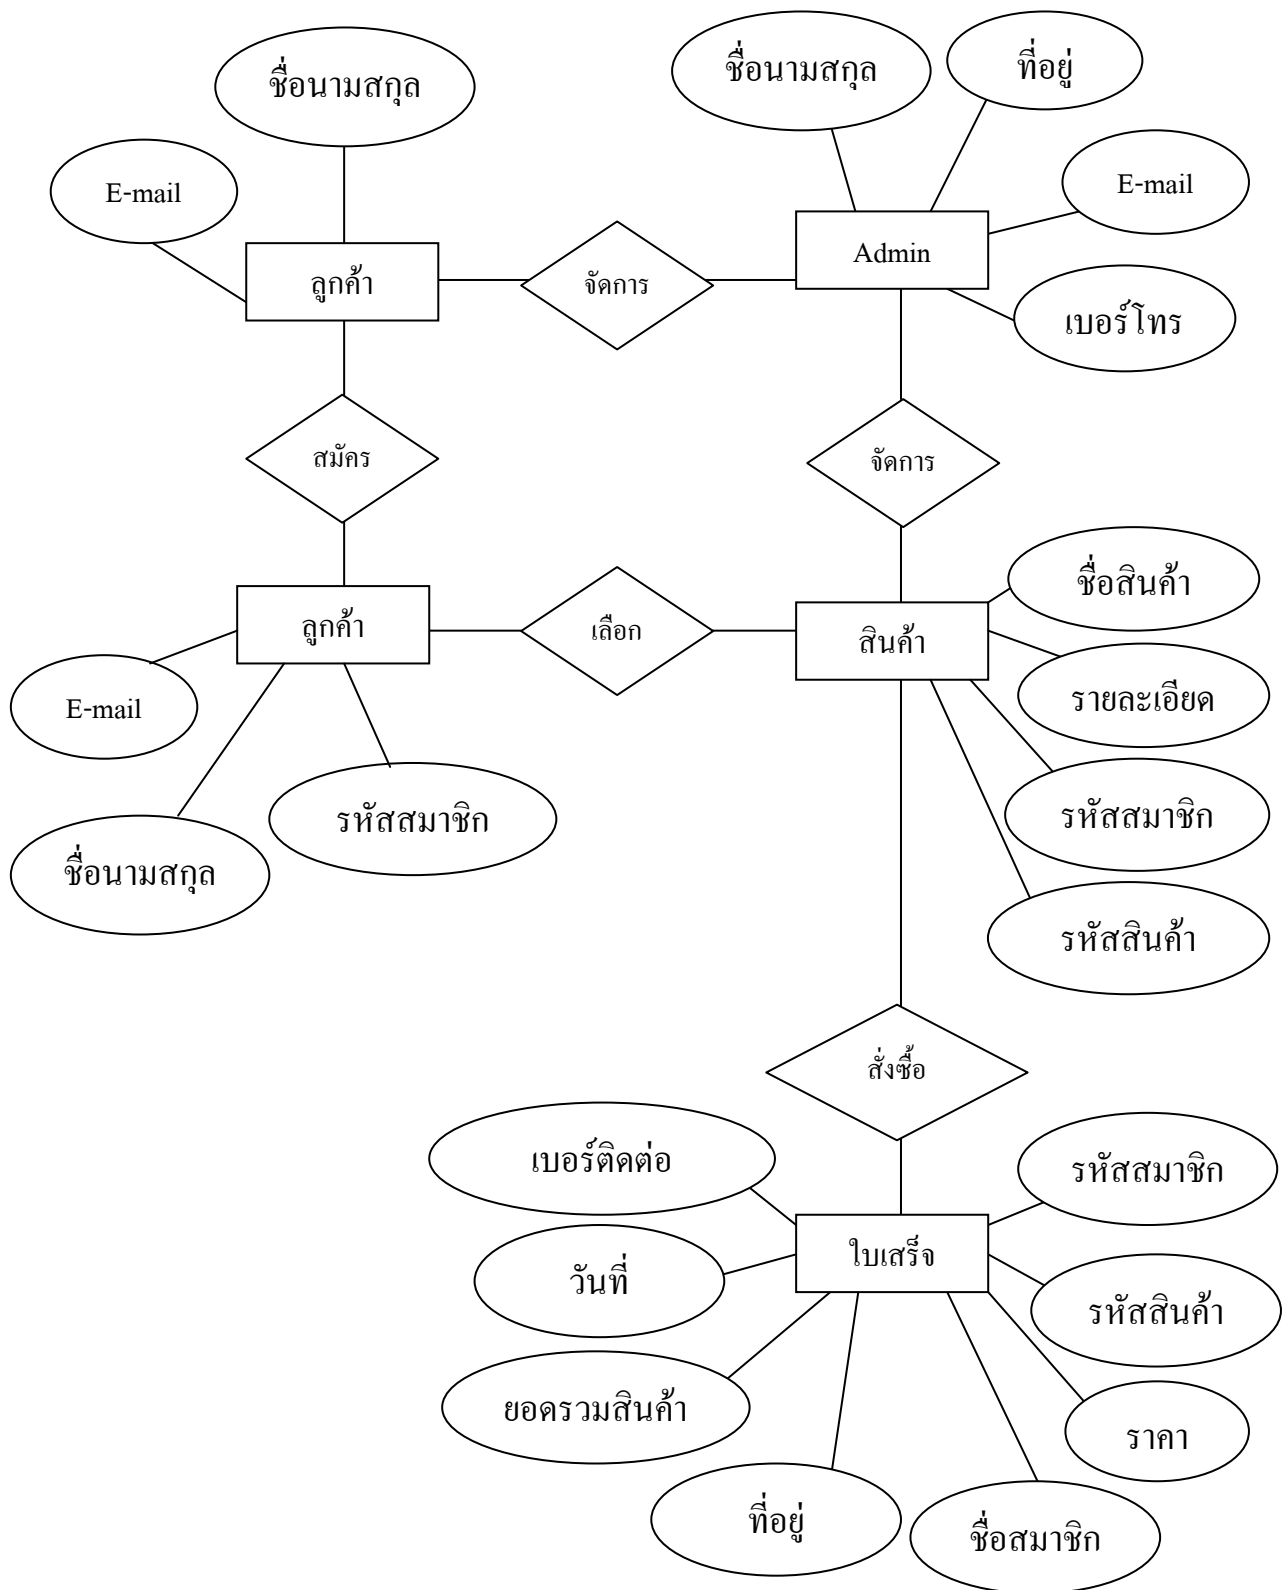 ชื่อนามสกุล
ชื่อนามสกุล
ที่อยู่
E-mail
E-mail
ลูกค้า
จัดการ
Admin
เบอร์โทร
สมัคร
จัดการ
ชื่อสินค้า
ลูกค้า
เลือก
สินค้า
รายละเอียด
E-mail
รหัสสมาชิก
รหัสสมาชิก
ชื่อนามสกุล
รหัสสินค้า
สั่งซื้อ
เบอร์ติดต่อ
รหัสสมาชิก
ใบเสร็จ
วันที่
รหัสสินค้า
ยอดรวมสินค้า
ราคา
ที่อยู่
ชื่อสมาชิก